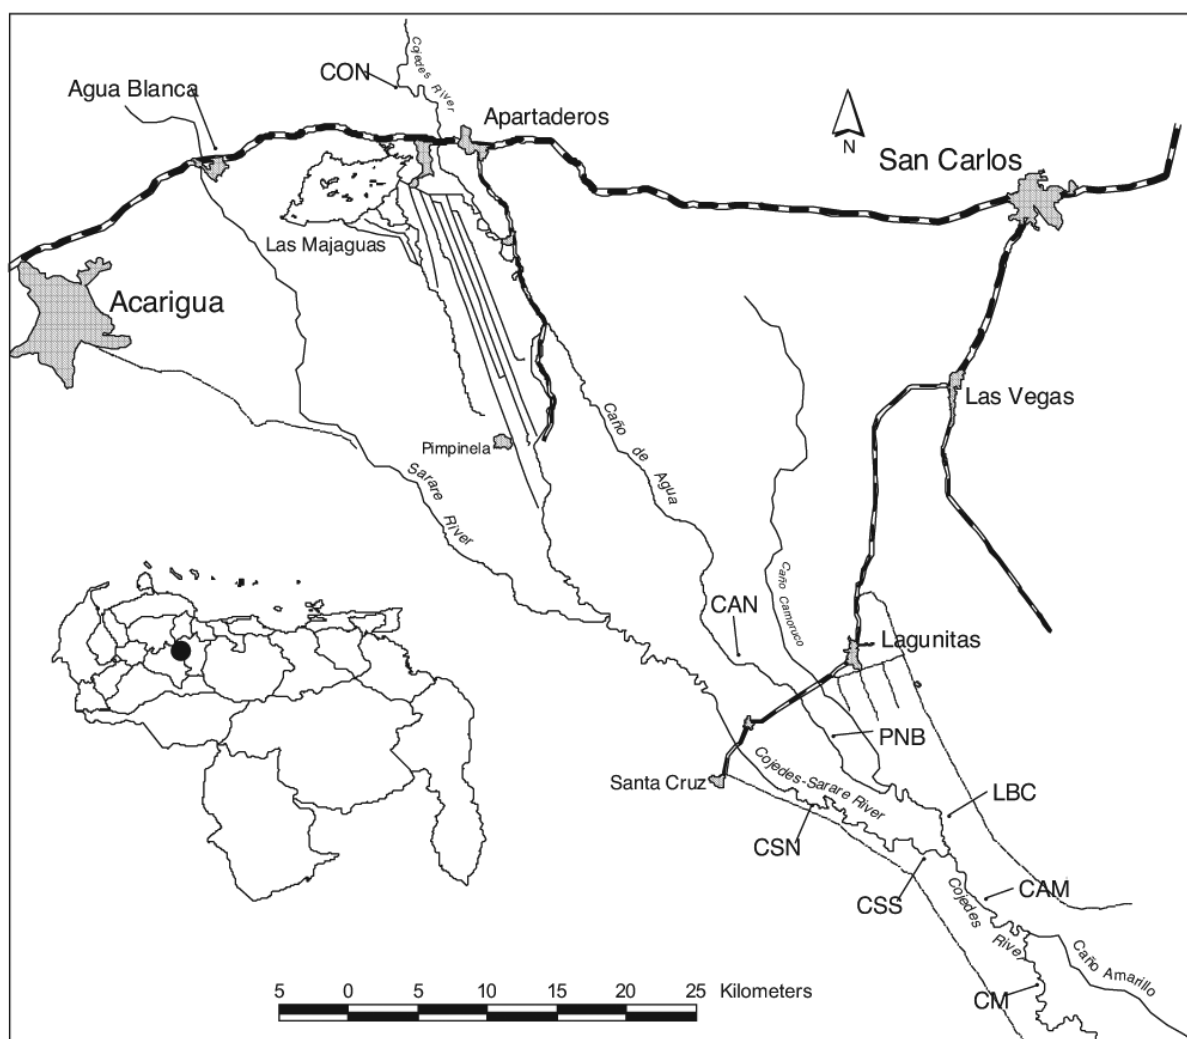 Cojedes River
CON
Agua Blanca
Apartaderos
N
San Carlos
Las Majaguas
Acarigua
Las Vegas
Caño de Agua
Pimpinela
Sarare River
Caño Camoruco
CAN
Lagunitas
PNB
Cojedes-Sarare River
Santa Cruz
LBC
CSN
CAM
CSS
Cojedes River
Caño Amarillo
CM
5 0 5 10 15 20 25 Kilometers